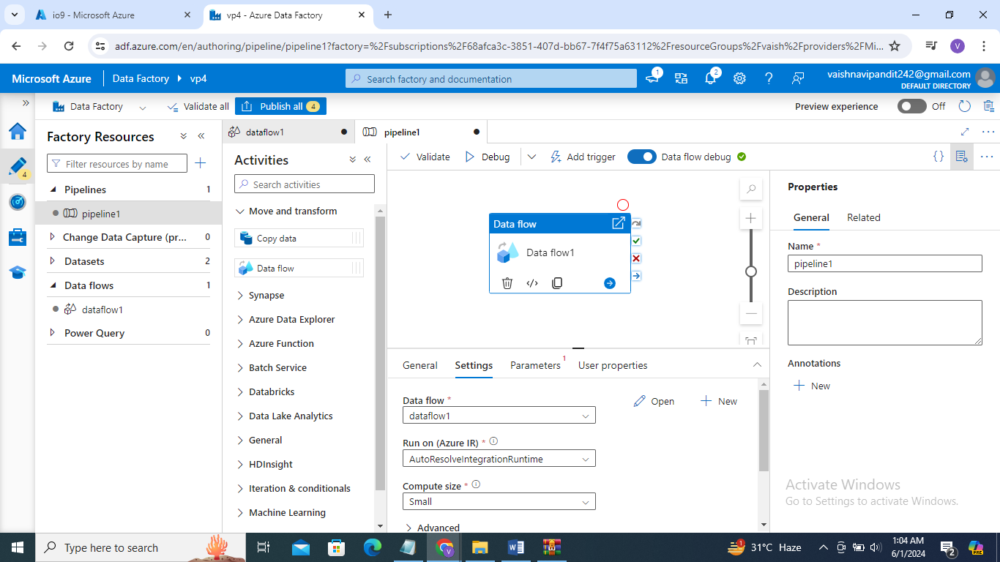 io9 - Microsoft Azure
vp4 - Azure Data Factory
adf.azure.com/en/authoring/pipeline/pipeline1?factory=%2Fsubscriptions%2F68afca3c-3851-407d-bb67-7f4f75a63112%2FresourceGroups%2Fvaish%2Fproviders%2FMi...
V
Microsoft Azure
Data Factory
vp4
Search factory and documentation
1
2
vaishnavipandit242@gmail.com
DEFAULT DIRECTORY
Data Factory
Validate all
Publish all
4
Preview experience
Off
4
Factory Resources
Filter resources by name
Pipelines
1
pipeline1
Change Data Capture (pr...
0
Datasets
2
Data flows
1
dataflow1
Power Query
0
dataflow1
pipeline1
Activities
Search activities
Move and transform
Copy data
Data flow
Synapse
Azure Data Explorer
Azure Function
Batch Service
Databricks
Data Lake Analytics
General
HDInsight
Iteration & conditionals
Machine Learning
Validate
Debug
Add trigger
Data flow debug
Data flow
Data flow1
General
Settings
Parameters
1
User properties
Data flow *
dataflow1
Open
New
Run on (Azure IR) *
AutoResolveIntegrationRuntime
Compute size *
Small
Advanced
Properties
General
Related
Name *
pipeline1
Description
Annotations
New
Activate Windows
Go to Settings to activate Windows.
Type here to search
1
31°C Haze
1:04 AM
6/1/2024
2
PRE